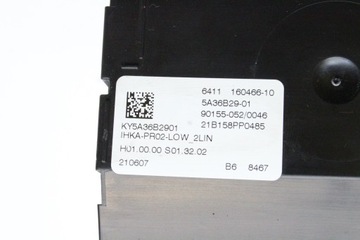 6411 160466-10
5A36B29-01
90155-052/0046
KY5A36B2901 21B158PP0485
IHKA-PR02-LOW_2LIN
H01.00.00 S01.32.02
210607 B6 8467